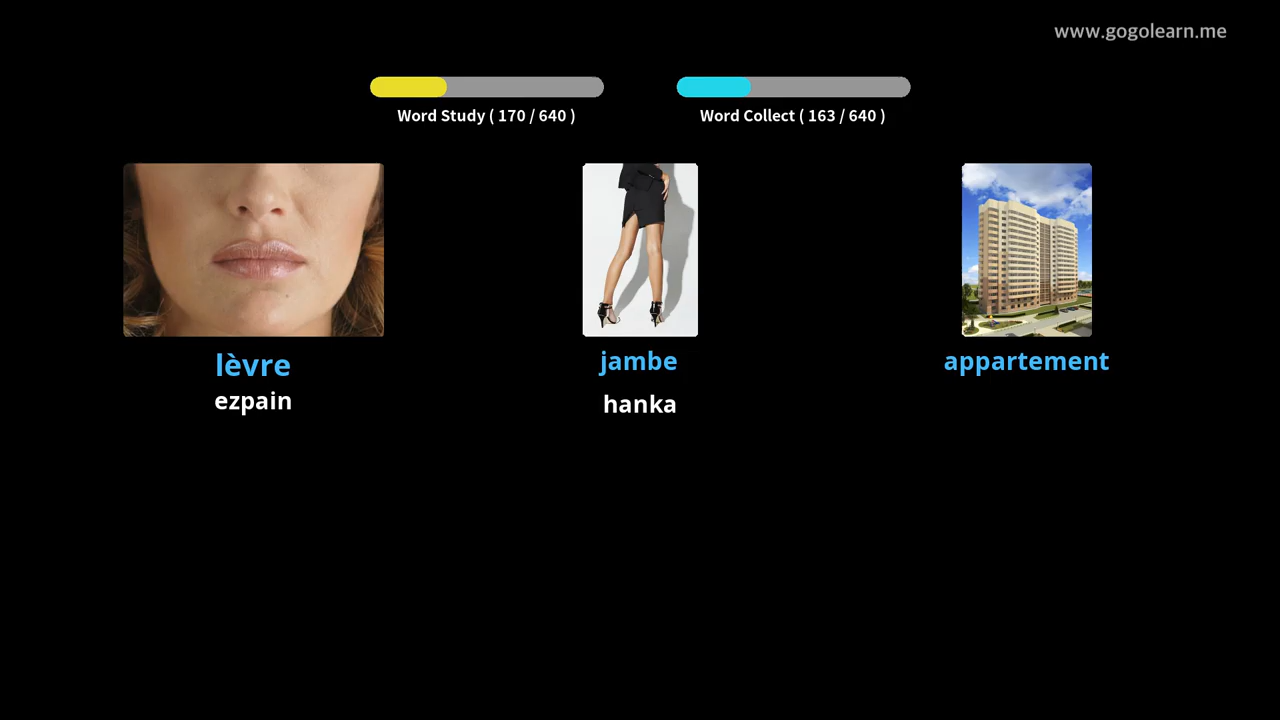 www.gogolearn.me
Word Study ( 170 / 640 )
Word Collect ( 163 / 640 )
lèvre
ezpain
jambe
hanka
appartement